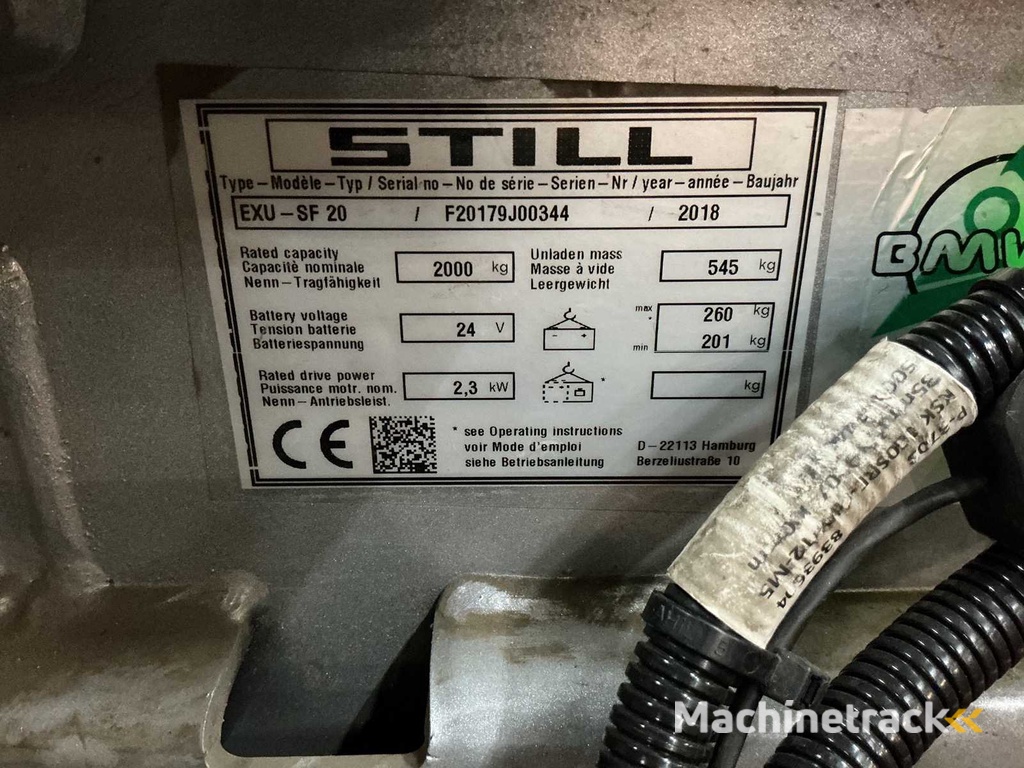 STILL
Type – Modèle – Typ / Serial no – No de série – Serien – Nr / year – année – Baujahr
EXU – SF 20 / F20179J00344 / 2018
Rated capacity
Capacité nominale
Nenn – Tragfähigkeit
2000 kg
Unladen mass
Masse à vide
Leergewicht
545 kg
Battery voltage
Tension batterie
Batteriespannung
24 V
max 260 kg
*
min 201 kg
Rated drive power
Puissance motr. nom.
Nenn – Antriebsleist.
2,3 kW
*
kg
CE
* see Operating instructions
voir Mode d'emploi
siehe Betriebsanleitung
D – 22113 Hamburg
Berzeliusstraße 10
Machinetrack